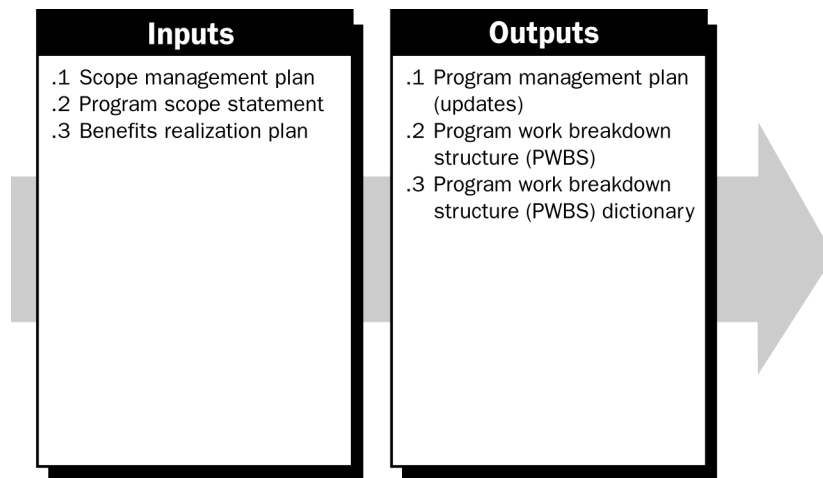 Inputs
.1 Scope management plan
.2 Program scope statement
.3 Benefits realization plan
Outputs
.1 Program management plan
(updates)
.2 Program work breakdown
structure (PWBS)
.3 Program work breakdown
structure (PWBS) dictionary